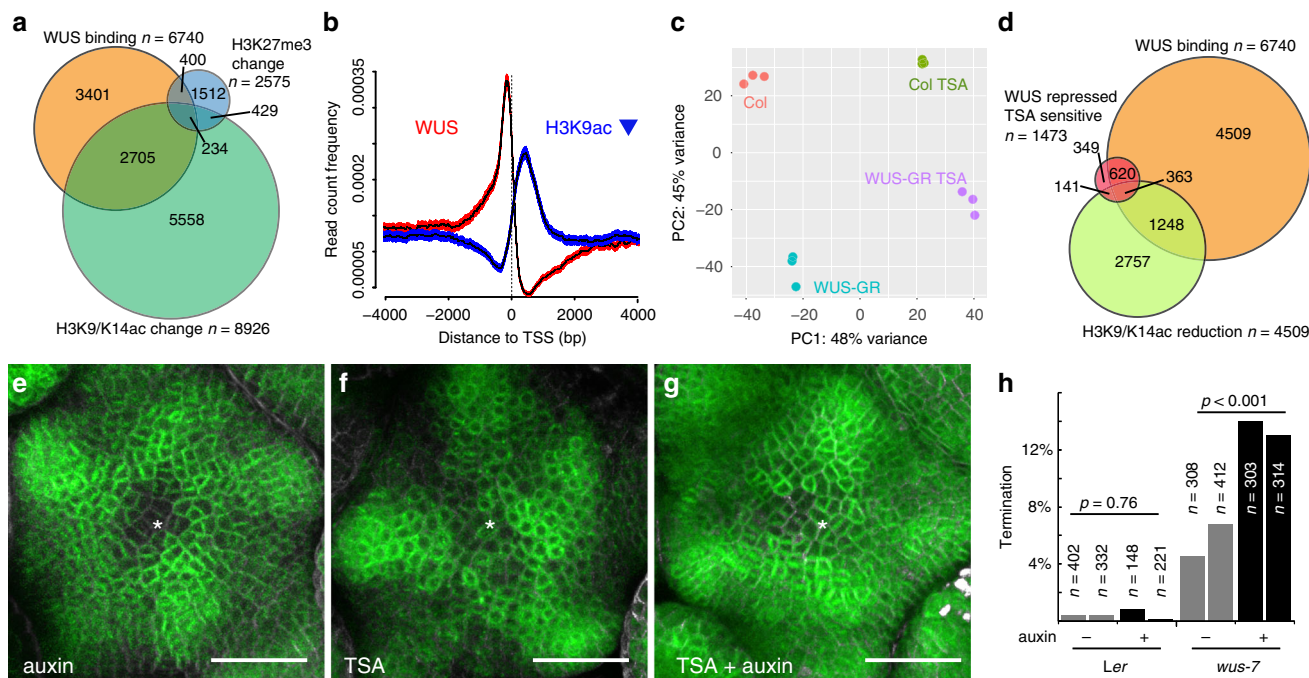 a
WUS binding n = 6740
H3K27me3
change
n = 2575
400
3401
1512
429
234
2705
5558
H3K9/K14ac change n = 8926
b
Read count frequency
0.00035
0.0002
0.00005
WUS
H3K9ac
−4000
−2000
0
2000
4000
Distance to TSS (bp)
c
PC2: 45% variance
20
0
−20
−40
Col
Col TSA
WUS-GR TSA
WUS-GR
−40
−20
0
20
40
PC1: 48% variance
d
WUS binding n = 6740
WUS repressed
TSA sensitive
n = 1473
349
4509
620
363
141
1248
2757
H3K9/K14ac reduction n = 4509
e
*
auxin
f
*
TSA
g
*
TSA + auxin
h
Termination
12%
8%
4%
p < 0.001
p = 0.76
n = 402
n = 332
n = 148
n = 221
n = 308
n = 412
n = 303
n = 314
auxin − + − +
Ler wus-7